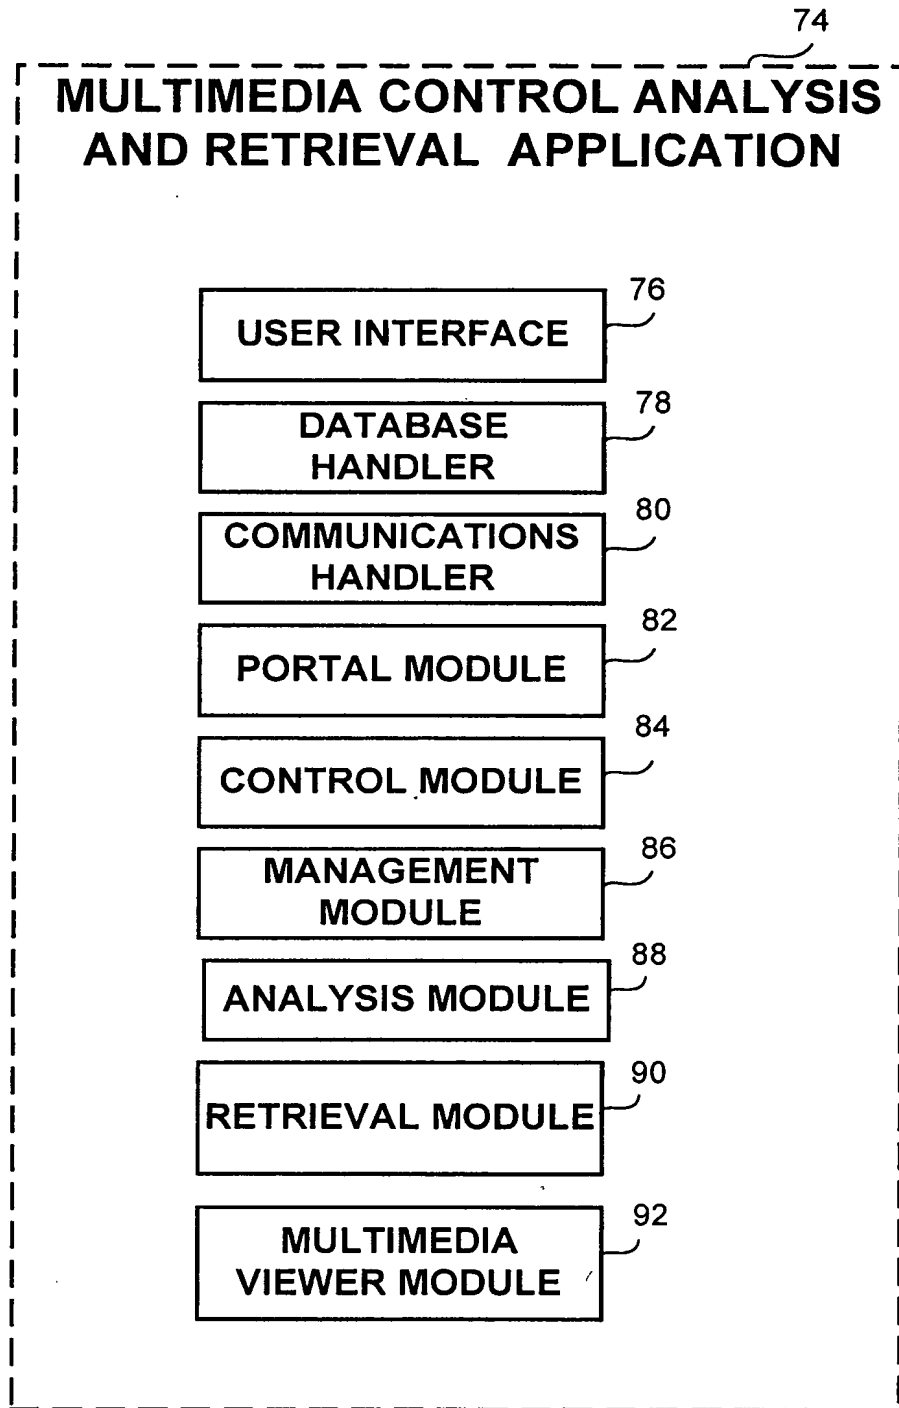 74
MULTIMEDIA CONTROL ANALYSIS
AND RETRIEVAL APPLICATION
76
USER INTERFACE
78
DATABASE
HANDLER
80
COMMUNICATIONS
HANDLER
82
PORTAL MODULE
84
CONTROL MODULE
86
MANAGEMENT
MODULE
88
ANALYSIS MODULE
90
RETRIEVAL MODULE
92
MULTIMEDIA
VIEWER MODULE